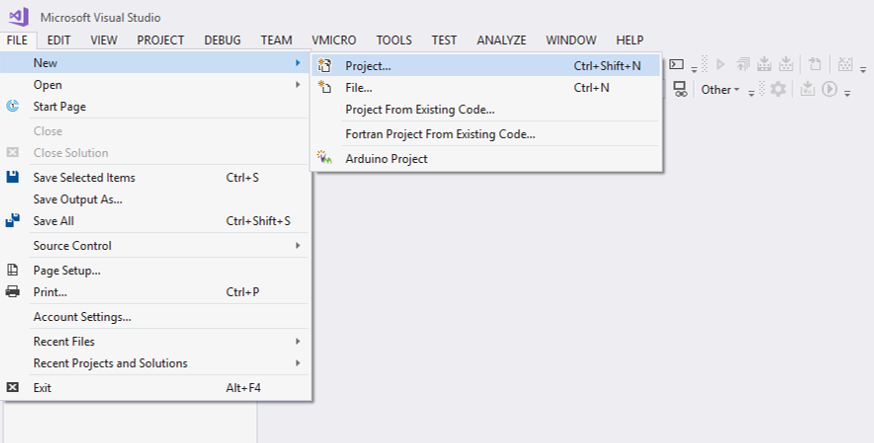 Microsoft Visual Studio
FILE EDIT VIEW PROJECT DEBUG TEAM VMICRO TOOLS TEST ANALYZE WINDOW HELP
New
Open
Start Page
Close
Close Solution
Save Selected Items Ctrl+S
Save Output As...
Save All Ctrl+Shift+S
Source Control
Page Setup...
Print... Ctrl+P
Account Settings...
Recent Files
Recent Projects and Solutions
Exit Alt+F4
Project... Ctrl+Shift+N
File... Ctrl+N
Project From Existing Code...
Fortran Project From Existing Code...
Arduino Project
Other